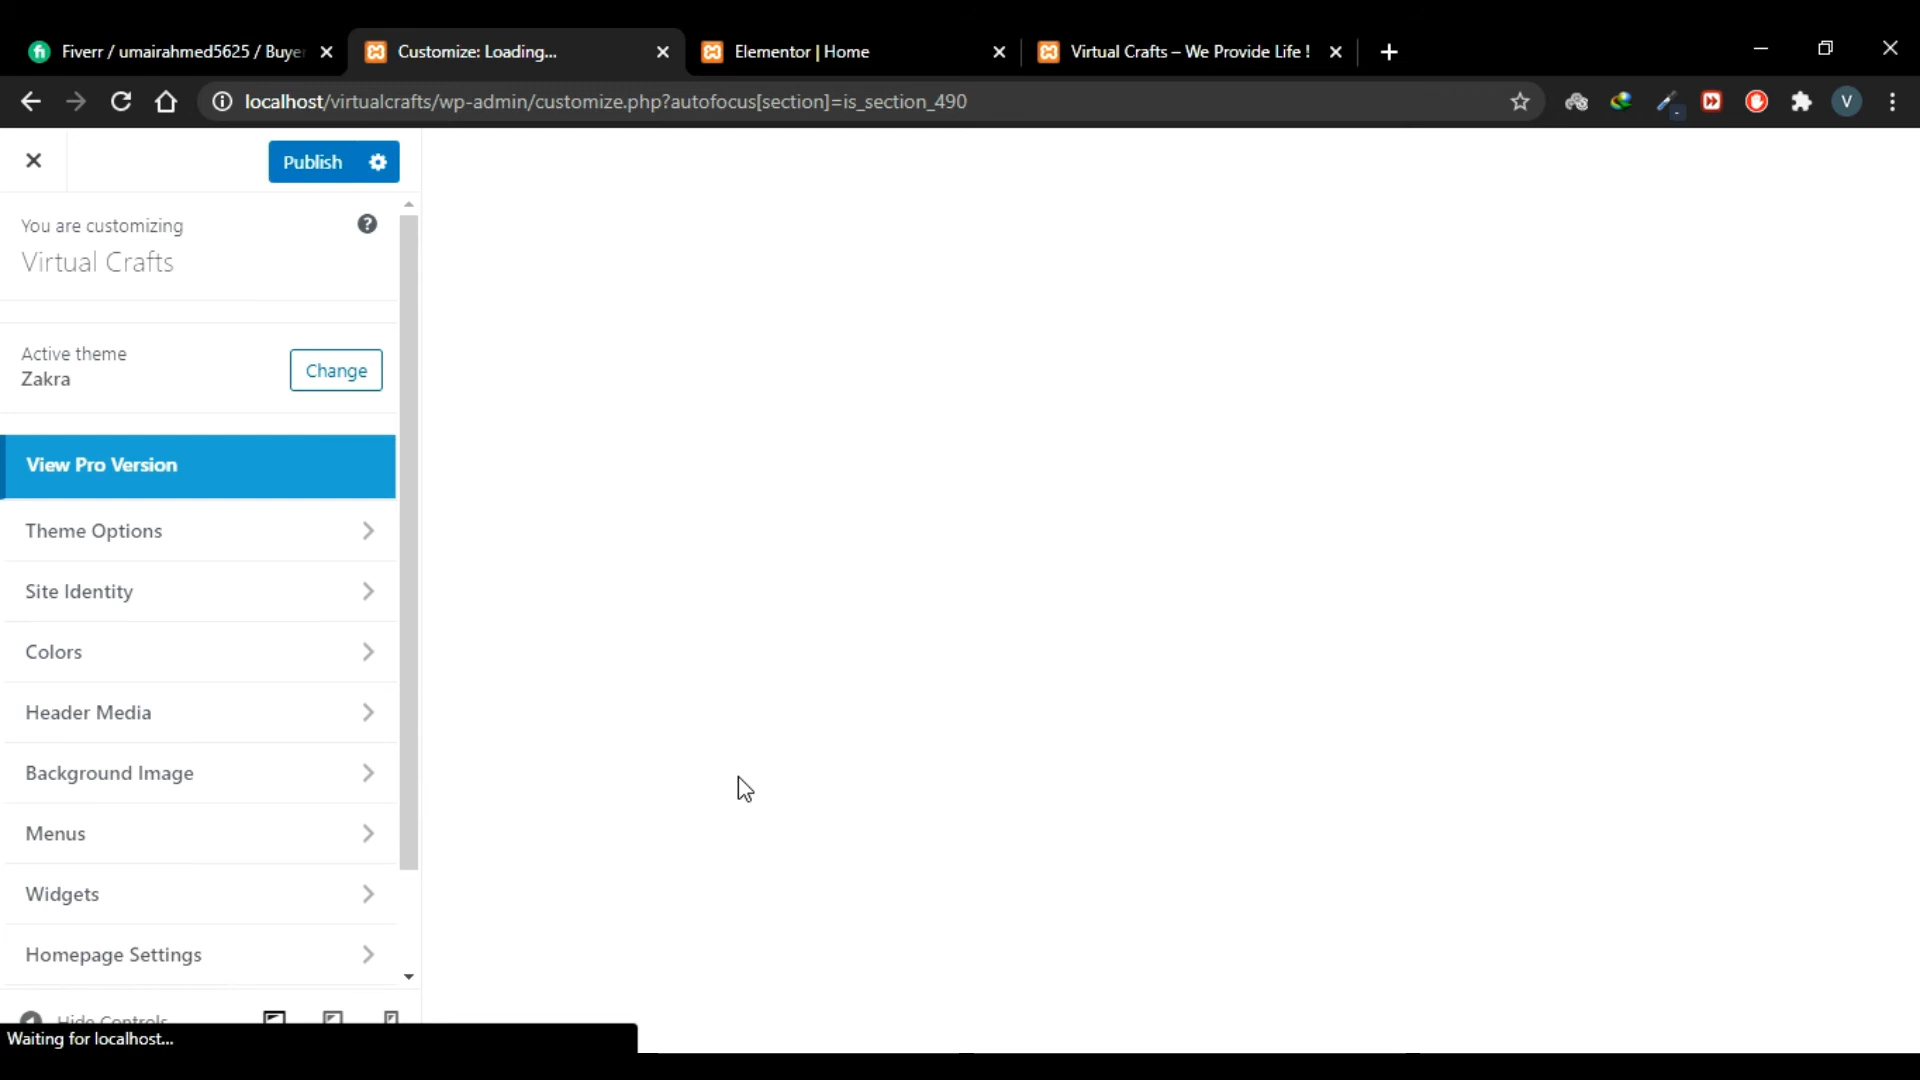 Fiverr / umairahmed5625 / Buye
Customize: Loading...
Elementor | Home
Virtual Crafts – We Provide Life !
localhost/virtualcrafts/wp-admin/customize.php?autofocus[section]=is_section_490
V
Publish
You are customizing
Virtual Crafts
Active theme
Zakra
Change
View Pro Version
Theme Options
Site Identity
Colors
Header Media
Background Image
Menus
Widgets
Homepage Settings
Hide Controls
Waiting for localhost...